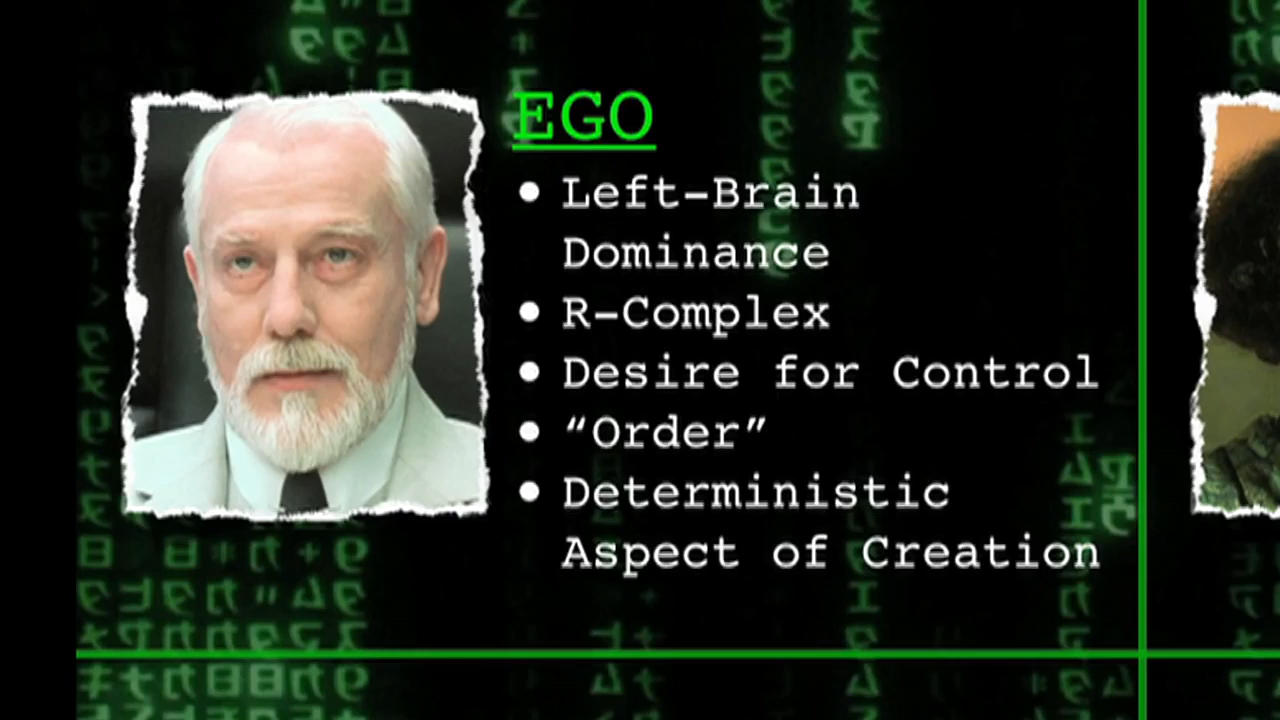 EGO
• Left-Brain
Dominance
• R-Complex
• Desire for Control
• “Order”
• Deterministic
Aspect of Creation